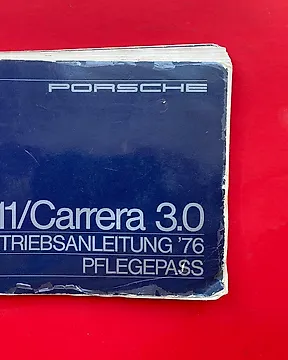 PORSCHE
11/Carrera 3.0
TRIEBSANLEITUNG '76
PFLEGEPASS